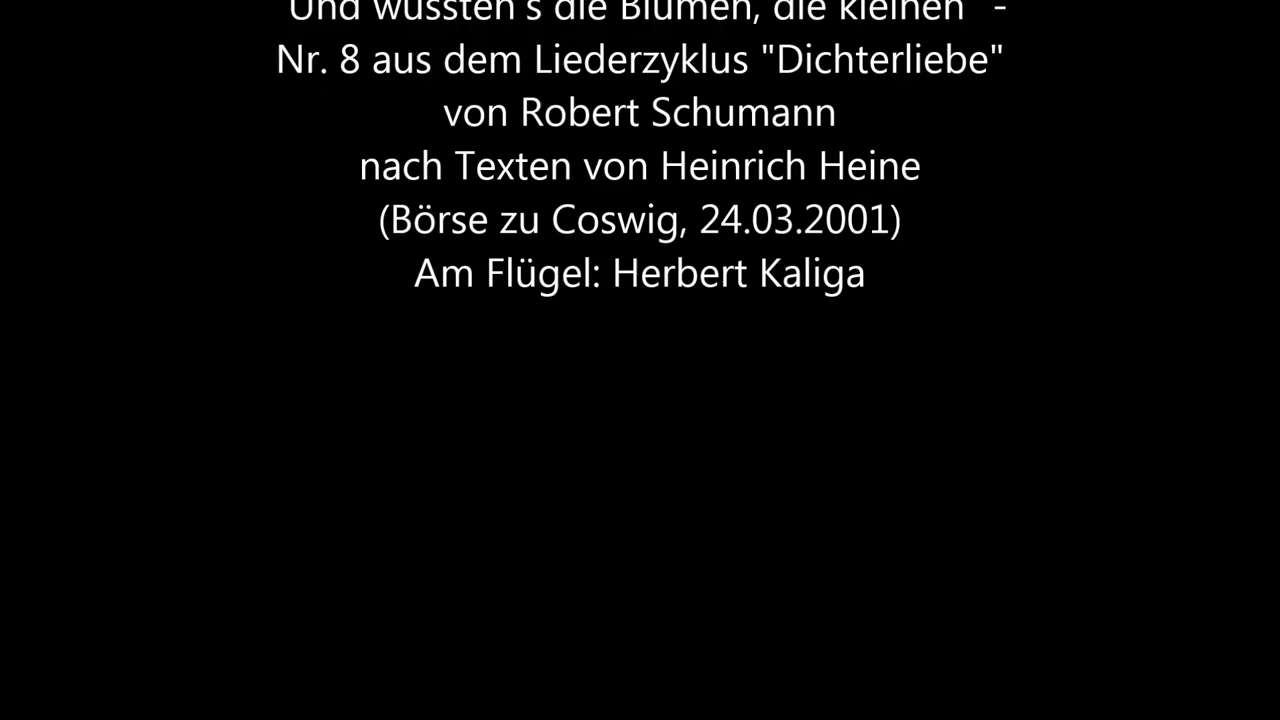 "Und wussten's die Blumen, die kleinen" -
Nr. 8 aus dem Liederzyklus "Dichterliebe"
von Robert Schumann
nach Texten von Heinrich Heine
(Börse zu Coswig, 24.03.2001)
Am Flügel: Herbert Kaliga